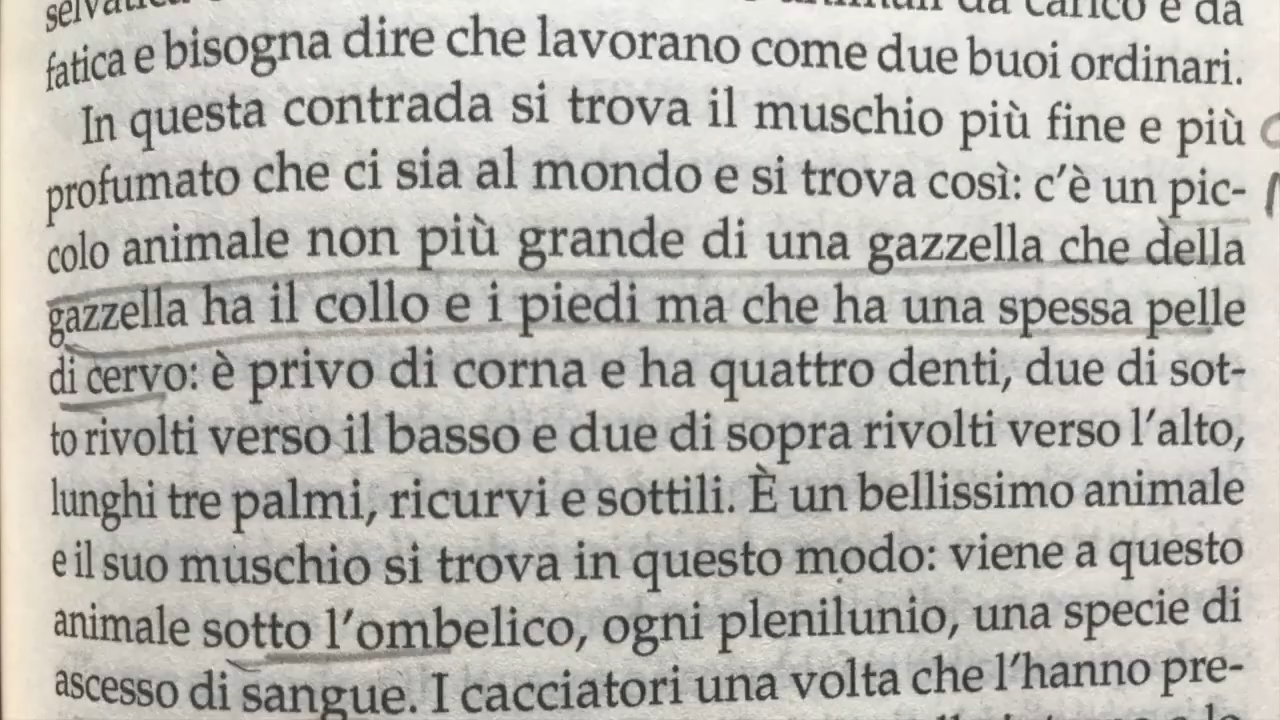 da carico e da
fatica e bisogna dire che lavorano come due buoi ordinari.
In questa contrada si trova il muschio più fine e più
profumato che ci sia al mondo e si trova così: c'è un pic-
colo animale non più grande di una gazzella che della
gazzella ha il collo e i piedi ma che ha una spessa pelle
di cervo: è privo di corna e ha quattro denti, due di sot-
to rivolti verso il basso e due di sopra rivolti verso l'alto,
lunghi tre palmi, ricurvi e sottili. È un bellissimo animale
e il suo muschio si trova in questo modo: viene a questo
animale sotto l'ombelico, ogni plenilunio, una specie di
ascesso di sangue. I cacciatori una volta che l'hanno pre-